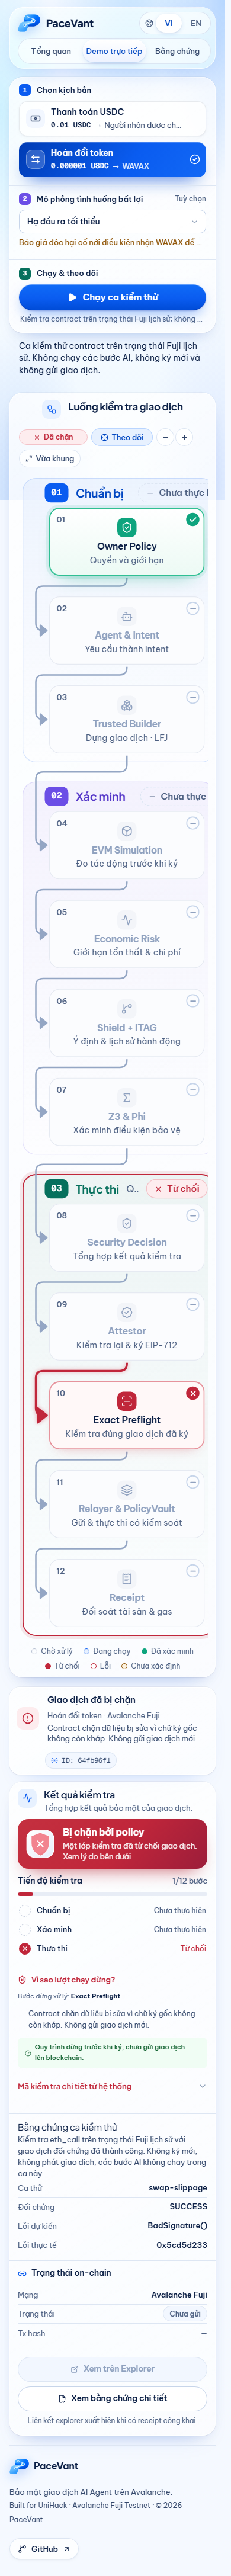 PaceVant
VI
EN
Tổng quan
Demo trực tiếp
Bằng chứng
1 Chọn kịch bản
Thanh toán USDC
0.01 USDC → Người nhận được ch...
Hoán đổi token
0.000001 USDC → WAVAX
2 Mô phỏng tình huống bất lợi
Tuỳ chọn
Hạ đầu ra tối thiểu
Báo giá độc hại cố nới điều kiện nhận WAVAX để ...
3 Chạy & theo dõi
Chạy ca kiểm thử
Kiểm tra contract trên trạng thái Fuji lịch sử; không ...
Ca kiểm thử contract trên trạng thái Fuji lịch
sử. Không chạy các bước AI, không ký mới và
không gửi giao dịch.
Luồng kiểm tra giao dịch
Đã chặn
Theo dõi
Vừa khung
01 Chuẩn bị
Chưa thực h
01
Owner Policy
Quyền và giới hạn
02
Agent & Intent
Yêu cầu thành intent
03
Trusted Builder
Dựng giao dịch · LFJ
02 Xác minh
Chưa thực
04
EVM Simulation
Đo tác động trước khi ký
05
Economic Risk
Giới hạn tổn thất & chi phí
06
Shield + ITAG
Ý định & lịch sử hành động
07
Z3 & Phi
Xác minh điều kiện bảo vệ
03 Thực thi
Q...
Từ chối
08
Security Decision
Tổng hợp kết quả kiểm tra
09
Attestor
Kiểm tra lại & ký EIP-712
10
Exact Preflight
Kiểm tra đúng giao dịch đã ký
11
Relayer & PolicyVault
Gửi & thực thi có kiểm soát
12
Receipt
Đối soát tài sản & gas
Chờ xử lý
Đang chạy
Đã xác minh
Từ chối
Lỗi
Chưa xác định
Giao dịch đã bị chặn
Hoán đổi token · Avalanche Fuji
Contract chặn dữ liệu bị sửa vì chữ ký gốc
không còn khớp. Không gửi giao dịch mới.
ID: 64fb96f1
Kết quả kiểm tra
Tổng hợp kết quả bảo mật của giao dịch.
Bị chặn bởi policy
Một lớp kiểm tra đã từ chối giao dịch.
Xem lý do bên dưới.
Tiến độ kiểm tra
1/12 bước
Chuẩn bị
Chưa thực hiện
Xác minh
Chưa thực hiện
Thực thi
Từ chối
Vì sao lượt chạy dừng?
Bước dừng xử lý: Exact Preflight
Contract chặn dữ liệu bị sửa vì chữ ký gốc không
còn khớp. Không gửi giao dịch mới.
Quy trình dừng trước khi ký; chưa gửi giao dịch
lên blockchain.
Mã kiểm tra chi tiết từ hệ thống
Bằng chứng ca kiểm thử
Kiểm tra eth_call trên trạng thái Fuji lịch sử với
giao dịch đối chứng đã thành công. Không ký mới,
không phát giao dịch; các bước AI không chạy trong
ca này.
Ca thử
swap-slippage
Đối chứng
SUCCESS
Lỗi dự kiến
BadSignature()
Lỗi thực tế
0x5cd5d233
Trạng thái on-chain
Mạng
Avalanche Fuji
Trạng thái
Chưa gửi
Tx hash
—
Xem trên Explorer
Xem bằng chứng chi tiết
Liên kết explorer xuất hiện khi có receipt công khai.
PaceVant
Bảo mật giao dịch AI Agent trên Avalanche.
Built for UniHack · Avalanche Fuji Testnet · © 2026
PaceVant.
GitHub